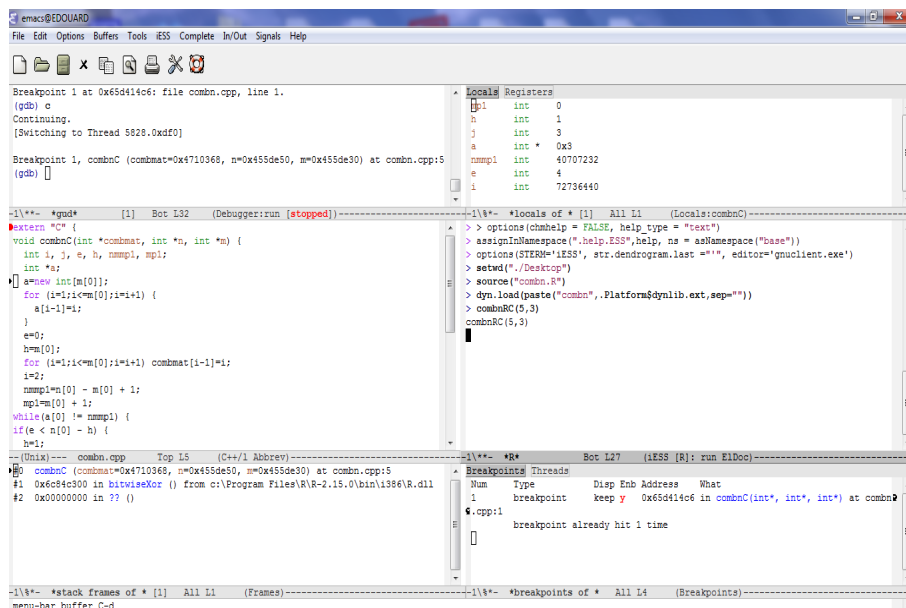 emacs@EDOUARD
File Edit Options Buffers Tools iESS Complete In/Out Signals Help
Breakpoint 1 at 0x65d414c6: file combn.cpp, line 1.
(gdb) c
Continuing.
[Switching to Thread 5828.0xdf0]
Breakpoint 1, combnC (combmat=0x4710368, n=0x455de50, m=0x455de30) at combn.cpp:5
(gdb)
-1\**- *gud* [1] Bot L32 (Debugger:run [stopped])
Locals Registers
mp1 int 0
h int 1
j int 3
a int * 0x3
nmmp1 int 40707232
e int 4
i int 72736440
-1\%*- *locals of * [1] All L1 (Locals:combnC)
extern "C" {
void combnC(int *combmat, int *n, int *m) {
int i, j, e, h, nmmp1, mp1;
int *a;
a=new int[m[0]];
for (i=1;i<=m[0];i=i+1) {
a[i-1]=i;
}
e=0;
h=m[0];
for (i=1;i<=m[0];i=i+1) combmat[i-1]=i;
i=2;
nmmp1=n[0] - m[0] + 1;
mp1=m[0] + 1;
while(a[0] != nmmp1) {
if(e < n[0] - h) {
h=1;
--(Unix)--- combn.cpp Top L5 (C++/l Abbrev)
> > options(chmhelp = FALSE, help_type = "text")
> assignInNamespace(".help.ESS",help, ns = asNamespace("base"))
> options(STERM='iESS', str.dendrogram.last ="'", editor='gnuclient.exe')
> setwd("./Desktop")
> source("combn.R")
> dyn.load(paste("combn",.Platform$dynlib.ext,sep=""))
> combnRC(5,3)
combnRC(5,3)
-1\**- *R* Bot L27 (iESS [R]: run ElDoc)
#0 combnC (combmat=0x4710368, n=0x455de50, m=0x455de30) at combn.cpp:5
#1 0x6c84c300 in bitwiseXor () from c:\Program Files\R\R-2.15.0\bin\i386\R.dll
#2 0x00000000 in ?? ()
-1\%*- *stack frames of * [1] All L1 (Frames)
Breakpoints Threads
Num Type Disp Enb Address What
1 breakpoint keep y 0x65d414c6 in combnC(int*, int*, int*) at combn
.cpp:1
breakpoint already hit 1 time
-1\%*- *breakpoints of * All L4 (Breakpoints)
menu-bar buffer C-d